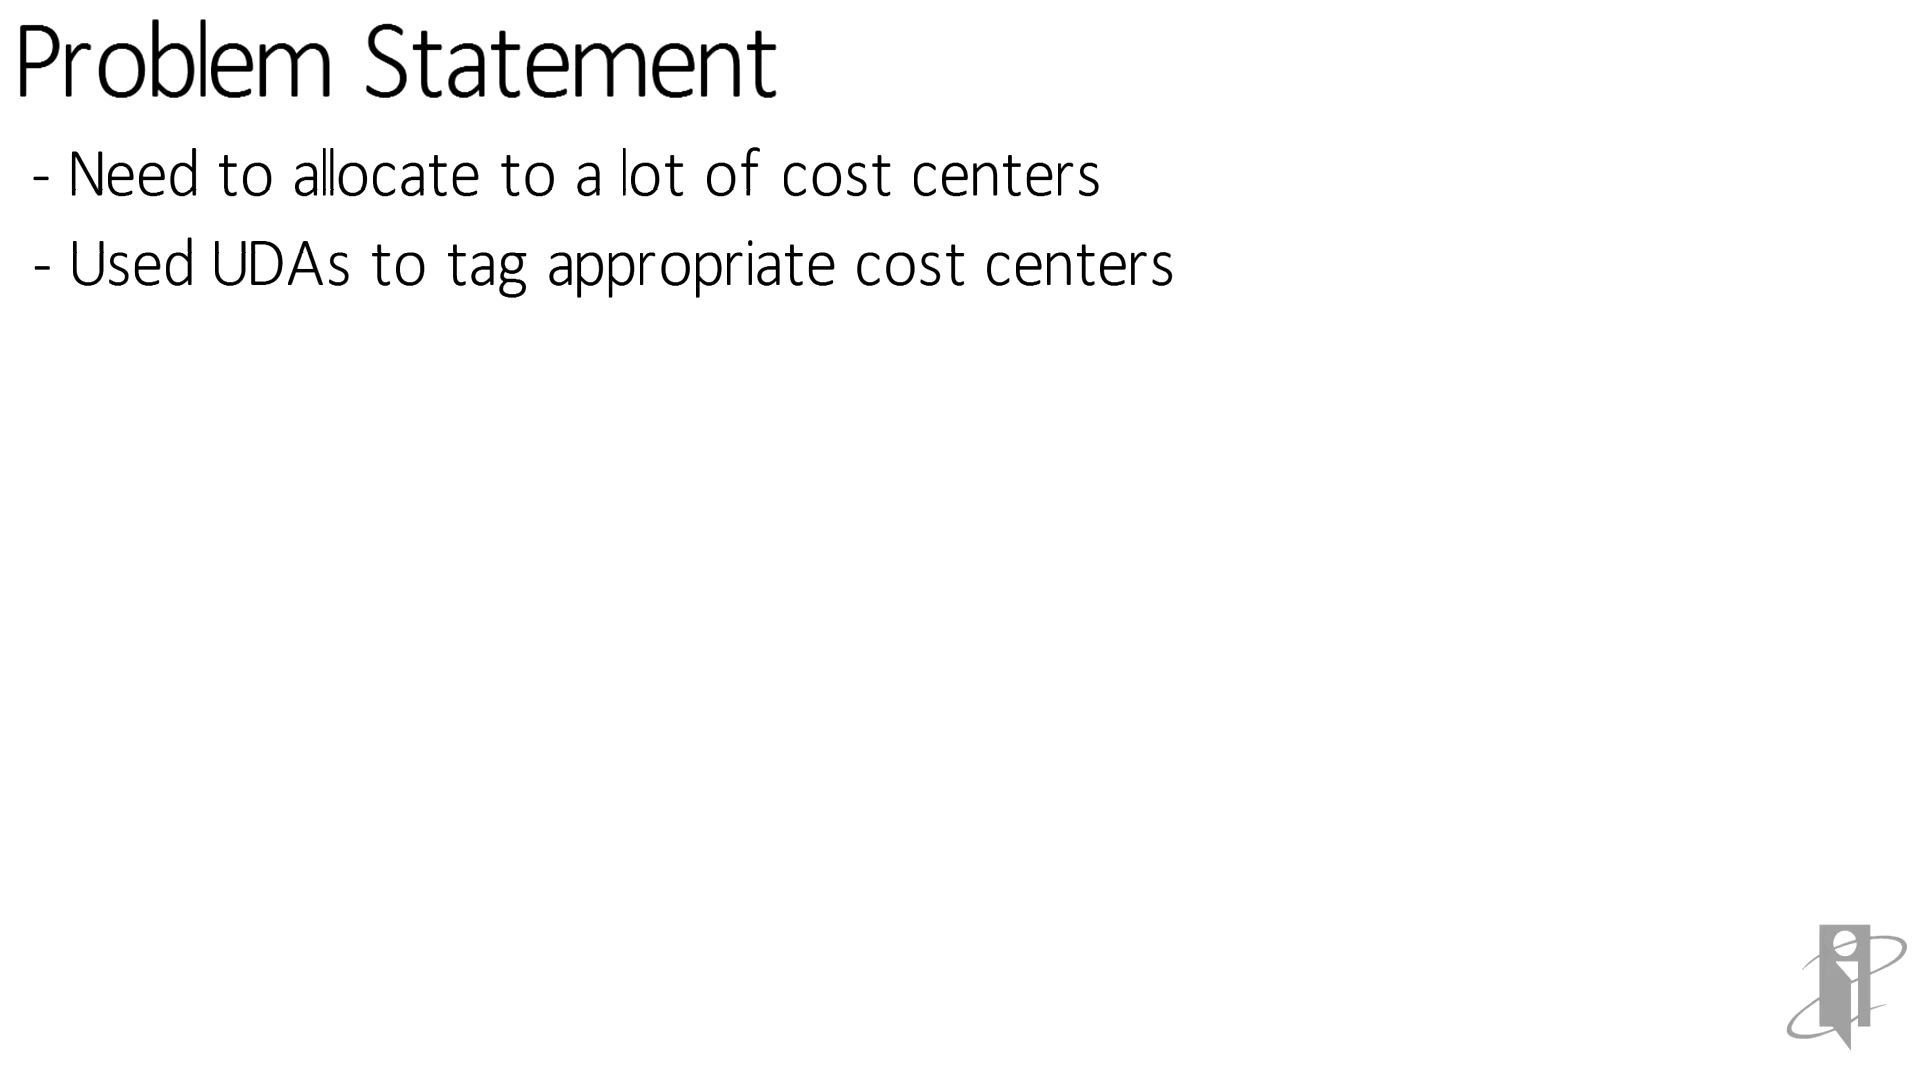 Problem Statement
- Need to allocate to a lot of cost centers
- Used UDAs to tag appropriate cost centers